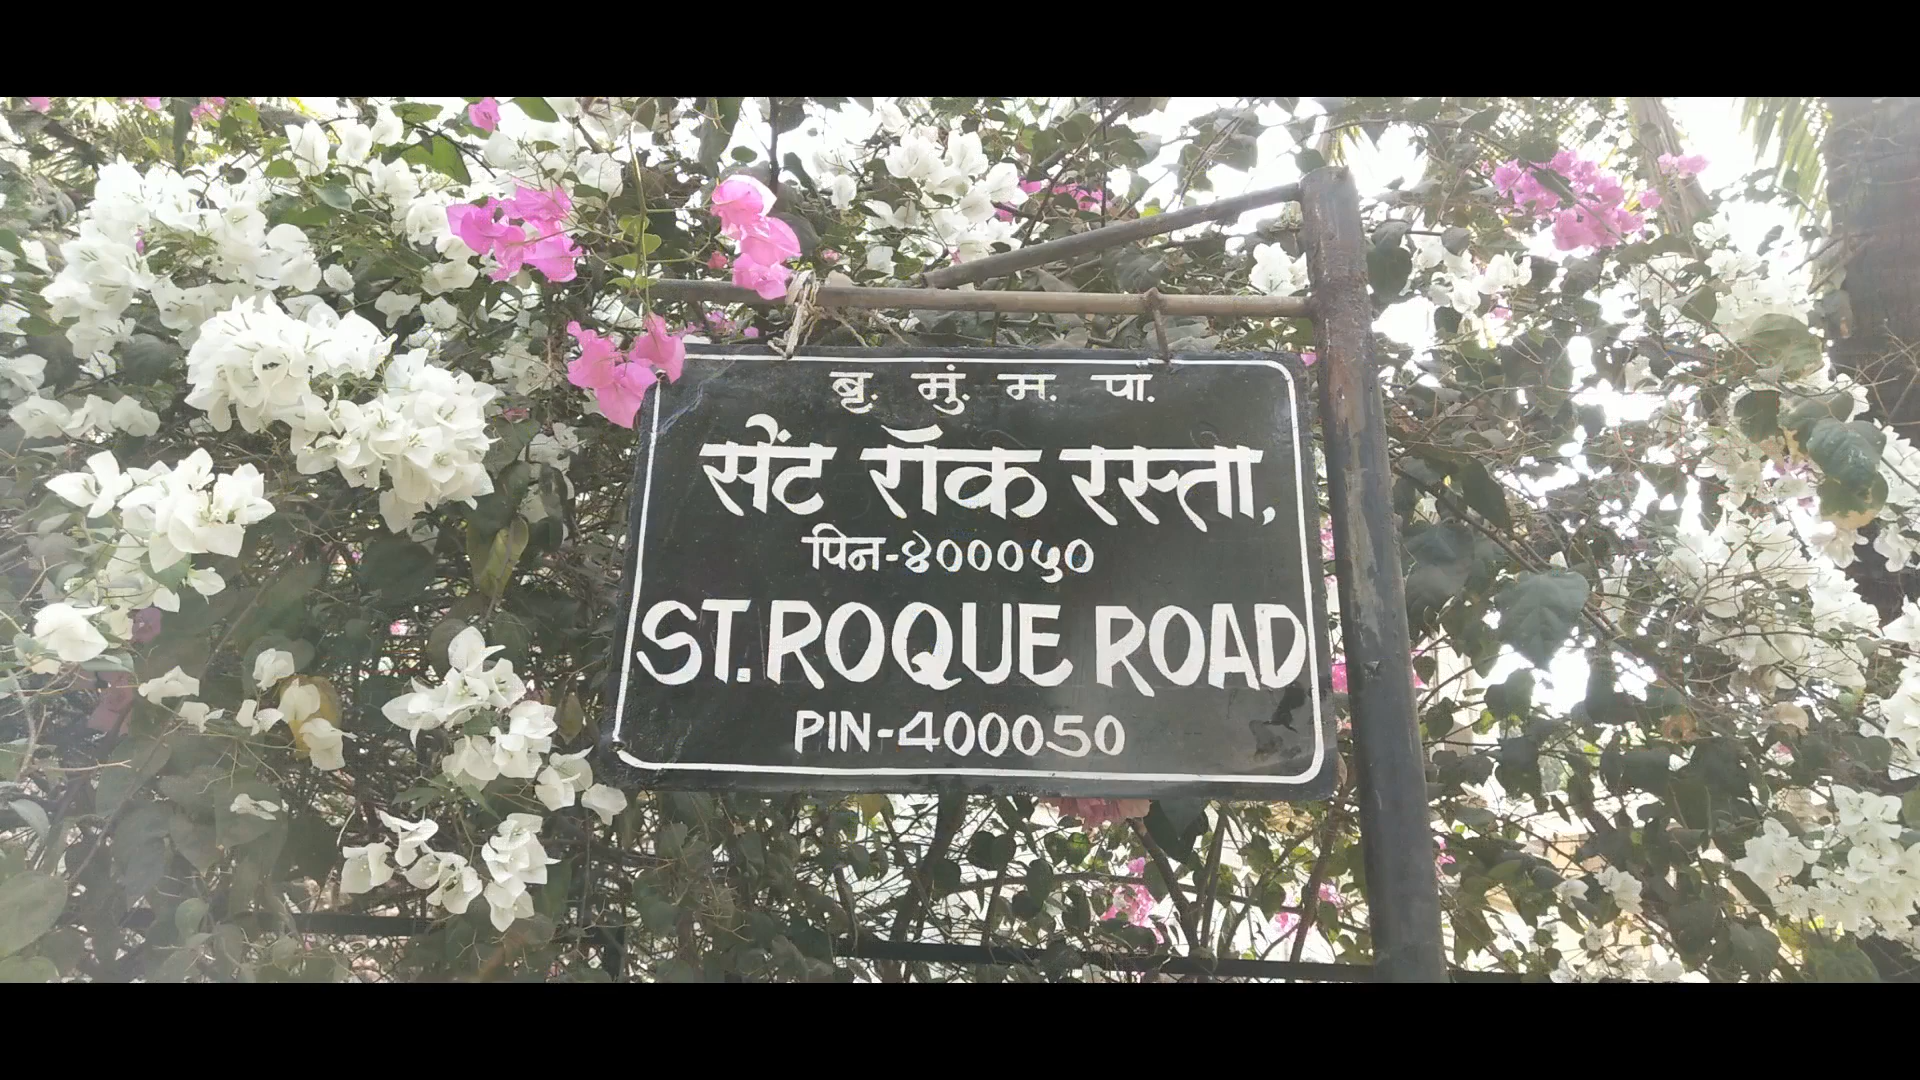 बृ. मुं. म. पा.
सेंट रॉक रस्ता,
पिन-४०००५०
ST. ROQUE ROAD
PIN-400050